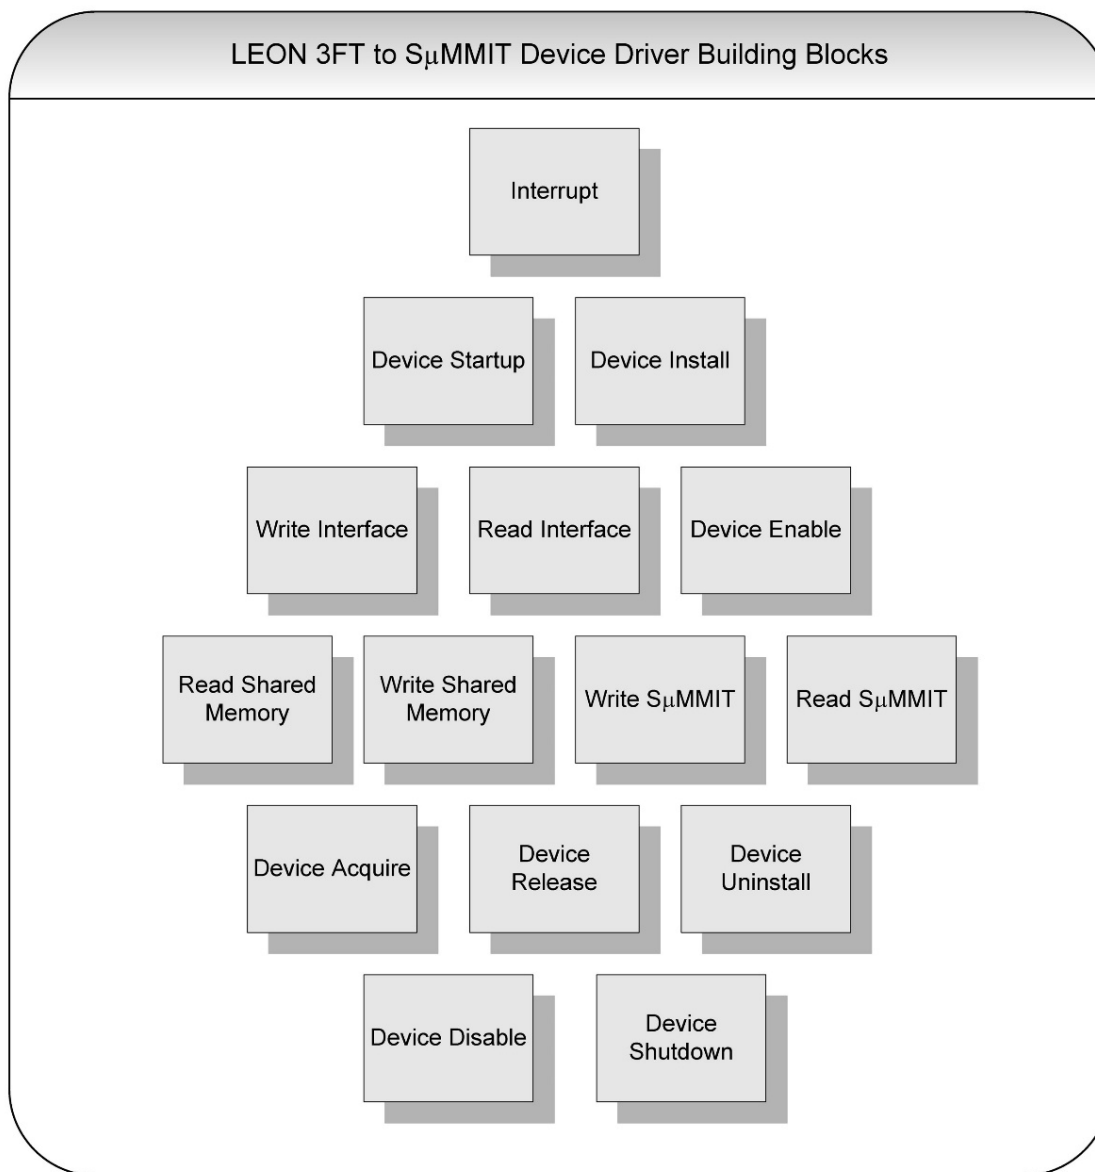 LEON 3FT to SμMMIT Device Driver Building Blocks
Interrupt
Device Startup
Device Install
Write Interface
Read Interface
Device Enable
Read Shared
Memory
Write Shared
Memory
Write SμMMIT
Read SμMMIT
Device Acquire
Device
Release
Device
Uninstall
Device Disable
Device
Shutdown